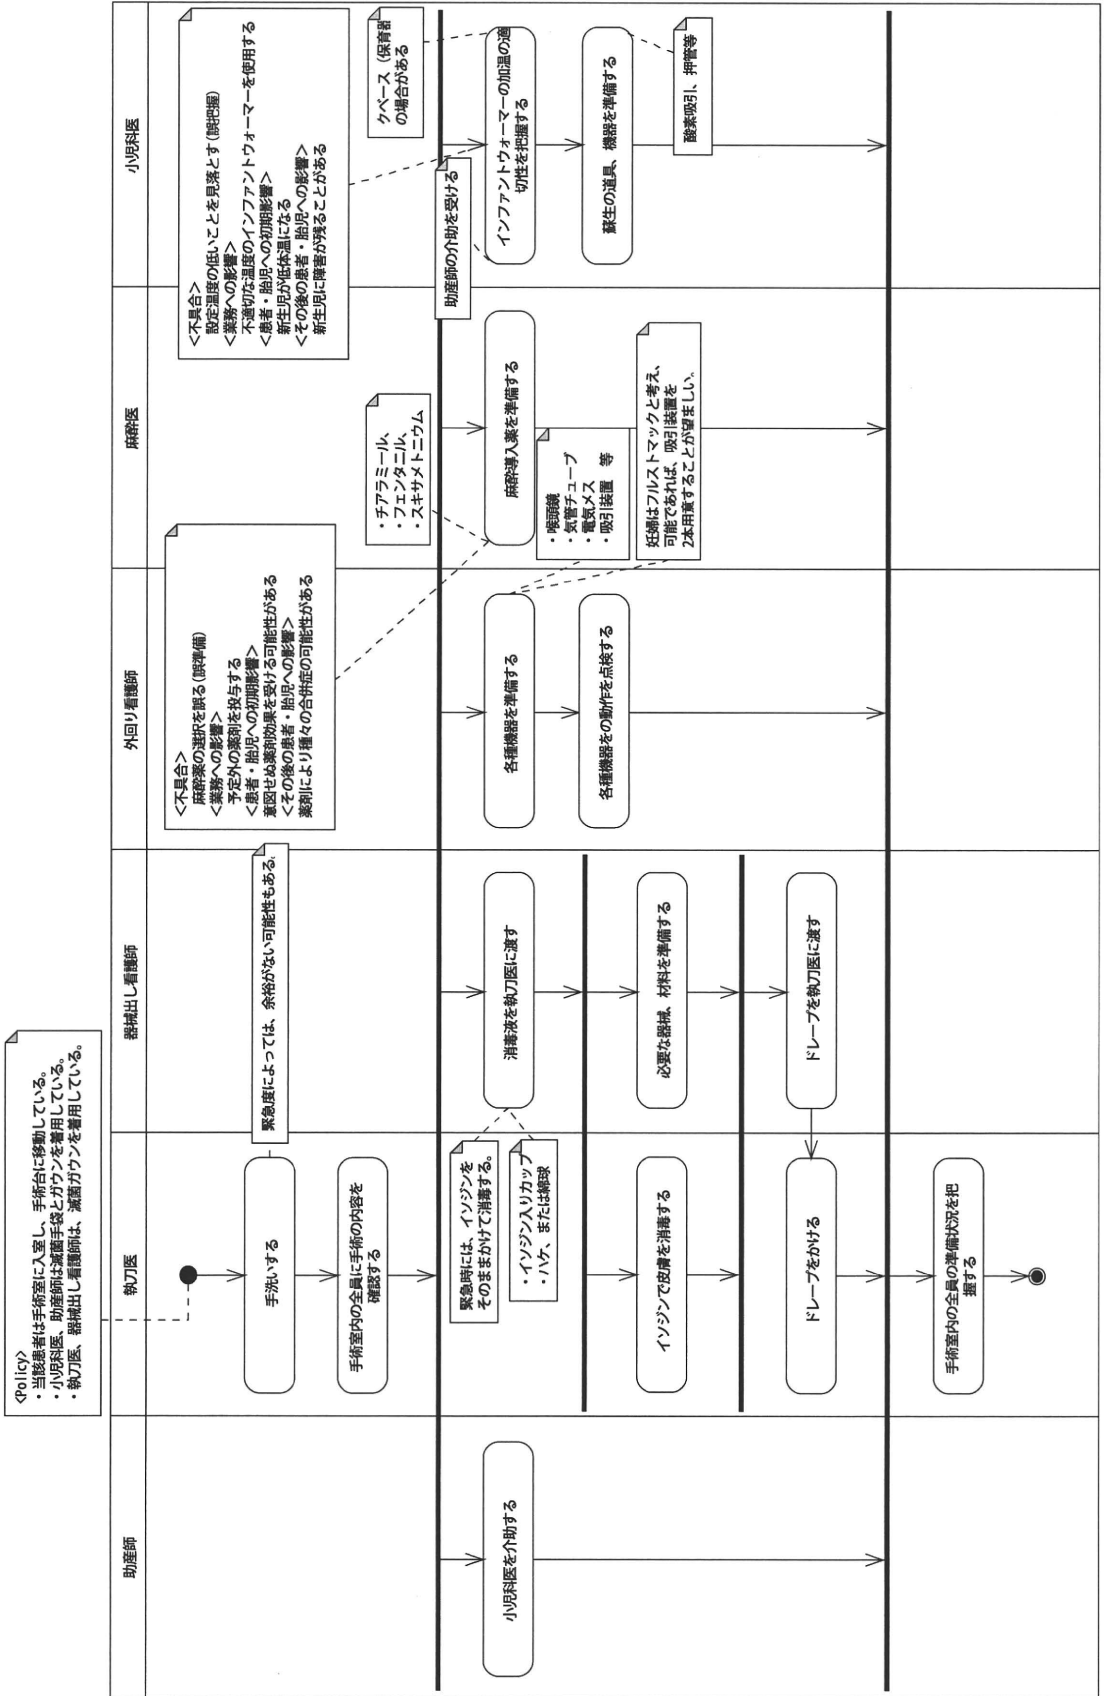 <Policy>
・当該患者は手術室に入室し、手術台に移動している。
・小児科医、助産師は滅菌手袋とガウンを着用している。
・執刀医、器械出し看護師は、滅菌ガウンを着用している。
助産師
執刀医
器械出し看護師
外回り看護師
麻酔医
小児科医
手洗いする
緊急度によっては、余裕がない可能性もある。
手術室内の全員に手術の内容を
確認する
<不具合>
麻酔薬の選択を誤る(誤準備)
<業務への影響>
予定外の薬剤を投与する
<患者・胎児への初期影響>
意図せぬ薬剤効果を受ける可能性がある
<その後の患者・胎児への影響>
薬剤により種々の合併症の可能性がある
<不具合>
設定温度の低いことを見落とす(誤把握)
<業務への影響>
不適切な温度のインファントウォーマーを使用する
<患者・胎児への初期影響>
新生児が低体温になる
<その後の患者・胎児への影響>
新生児に障害が残ることがある
・チアラミール、
・フェンタニル、
・スキサメトニウム
クベース（保育器
の場合がある
助産師の介助を受ける
小児科医を介助する
緊急時には、イソジンを
そのままかけて消毒する。
・イソジン入りカップ
・ハケ、または綿球
消毒液を執刀医に渡す
各種機器を準備する
麻酔導入薬を準備する
インファントウォーマーの加温の適
切性を把握する
・喉頭鏡
・気管チューブ
・電気メス
・吸引装置　等
各種機器をの動作を点検する
蘇生の道具、機器を準備する
妊婦はフルストマックと考え、
可能であれば、吸引装置を
2本用意することが望ましい。
酸素吸引、押管等
イソジンで皮膚を消毒する
必要な器械、材料を準備する
ドレープをかける
ドレープを執刀医に渡す
手術室内の全員の準備状況を把
握する